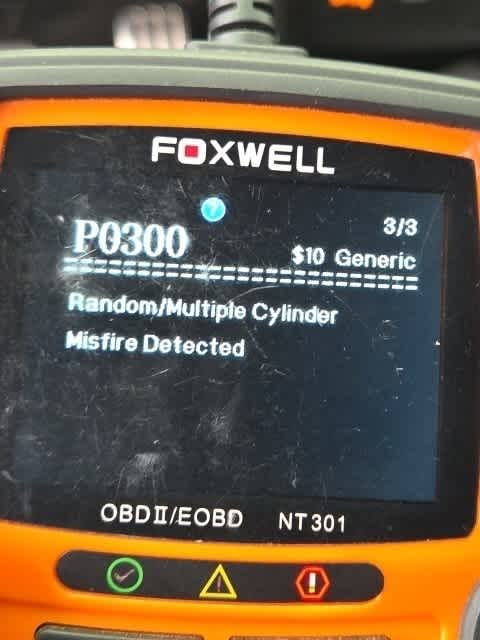 FOXWELL
?
3/3
P0300
$10 Generic
==============================
Random/Multiple Cylinder
Misfire Detected
OBDII/EOBD NT301